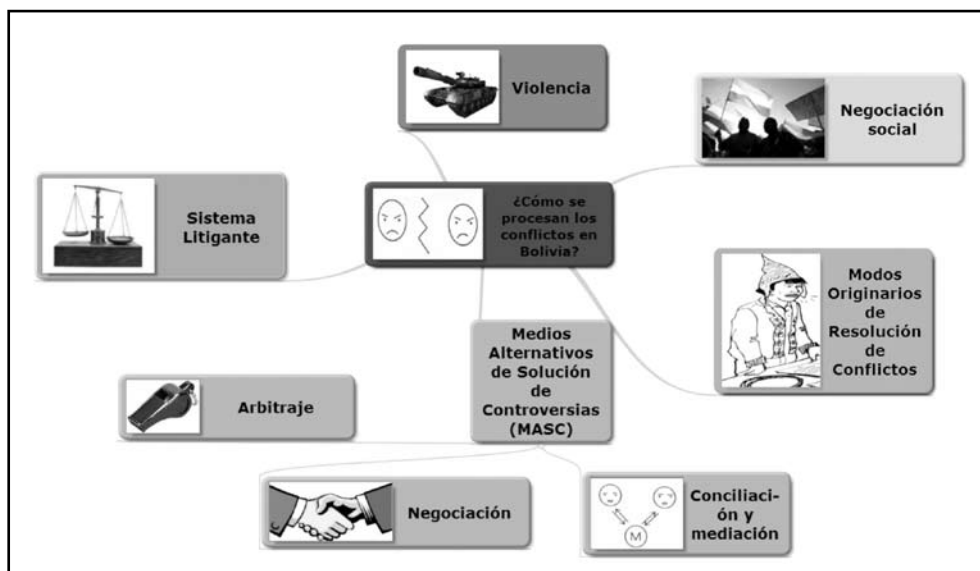 Violencia
Negociación
social
Sistema
Litigante
¿Cómo se
procesan los
conflictos en
Bolivia?
Modos
Originarios
de
Resolución
de
Conflictos
Medios
Alternativos
de Solución
de
Controversias
(MASC)
Arbitraje
Negociación
M
Conciliaci-
ón y
mediación